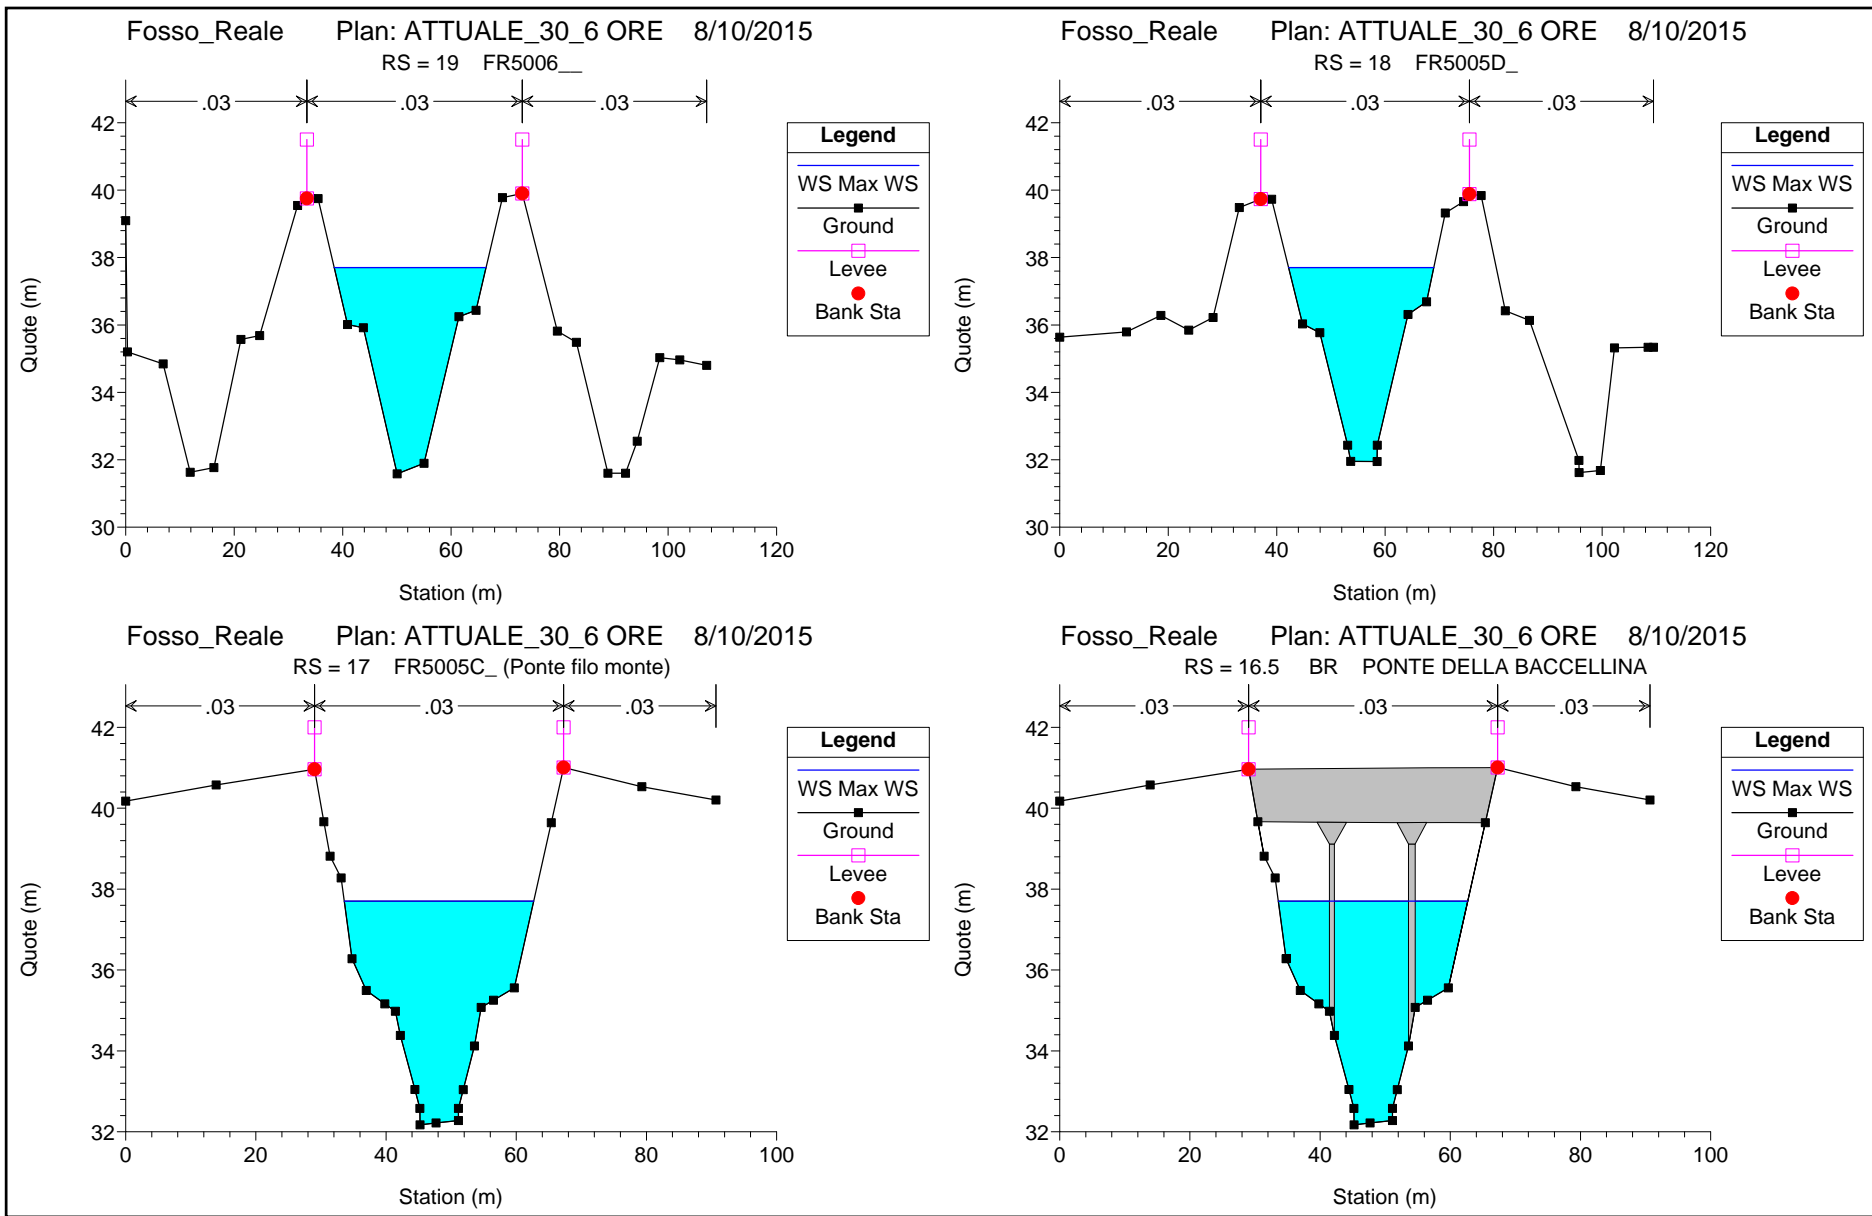 Fosso_Reale Plan: ATTUALE_30_6 ORE 8/10/2015
RS = 19 FR5006__
.03 .03 .03
42
40
38
36
34
32
30
0 20 40 60 80 100 120
Quote (m)
Station (m)
Legend
WS Max WS
Ground
Levee
Bank Sta
Fosso_Reale Plan: ATTUALE_30_6 ORE 8/10/2015
RS = 18 FR5005D_
.03 .03 .03
42
40
38
36
34
32
30
0 20 40 60 80 100 120
Quote (m)
Station (m)
Legend
WS Max WS
Ground
Levee
Bank Sta
Fosso_Reale Plan: ATTUALE_30_6 ORE 8/10/2015
RS = 17 FR5005C_ (Ponte filo monte)
.03 .03 .03
42
40
38
36
34
32
0 20 40 60 80 100
Quote (m)
Station (m)
Legend
WS Max WS
Ground
Levee
Bank Sta
Fosso_Reale Plan: ATTUALE_30_6 ORE 8/10/2015
RS = 16.5 BR PONTE DELLA BACCELLINA
.03 .03 .03
42
40
38
36
34
32
0 20 40 60 80 100
Quote (m)
Station (m)
Legend
WS Max WS
Ground
Levee
Bank Sta